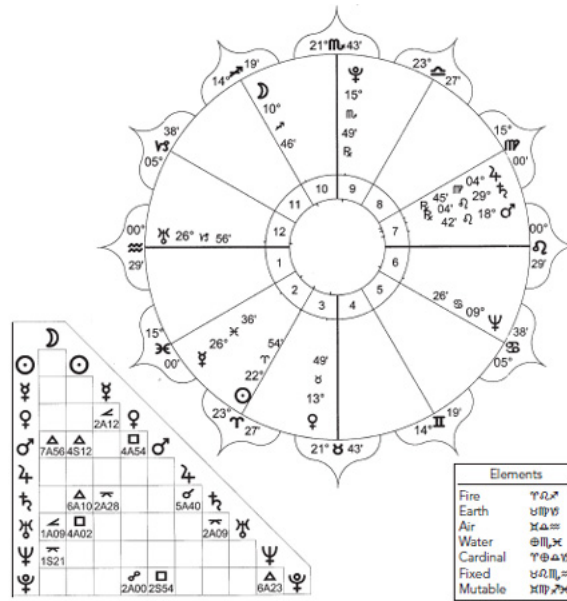 21° ♏ 43'
14° ♐ 19'
23° ♎ 27'
☽
10°
♐
46'
♇
15°
♏
49'
℞
38'
♑
05°
15°
♍
00'
45' ♍ 04° ♃
℞ 04' ♌ 29° ♄
℞ 42' ♌ 18° ♂
10 9
11 8
12 7
1 6
2 5
3 4
00°
♒
29'
♅ 26° ♑ 56'
00°
♌
29'
26' ♋ 09° ♆
15°
♓
00'
☿ 26° ♓ 36'
☉ 22° ♈ 54'
49'
♉
13°
♀
38'
♋
05°
23° ♈ 27'
21° ♉ 43'
14° ♊ 19'
☽
☉ ☉
☿ ☿
♀ ∠ 2A12 ♀
♂ △ 7A56 △ 4S12 □ 4A54 ♂
♃ ♃
♄ △ 6A10 ⚻ 2A28 ☌ 5A40 ♄
♅ ∠ 1A09 □ 4A02 ⚻ 2A09 ♅
♆ ⚻ 1S21 ♆
♇ ☍ 2A00 □ 2S54 △ 6A23 ♇
Elements
Fire ♈♌♐
Earth ♉♍♑
Air ♊♎♒
Water ♋♏♓
Cardinal ♈♋♎♑
Fixed ♉♌♏♒
Mutable ♊♍♐♓